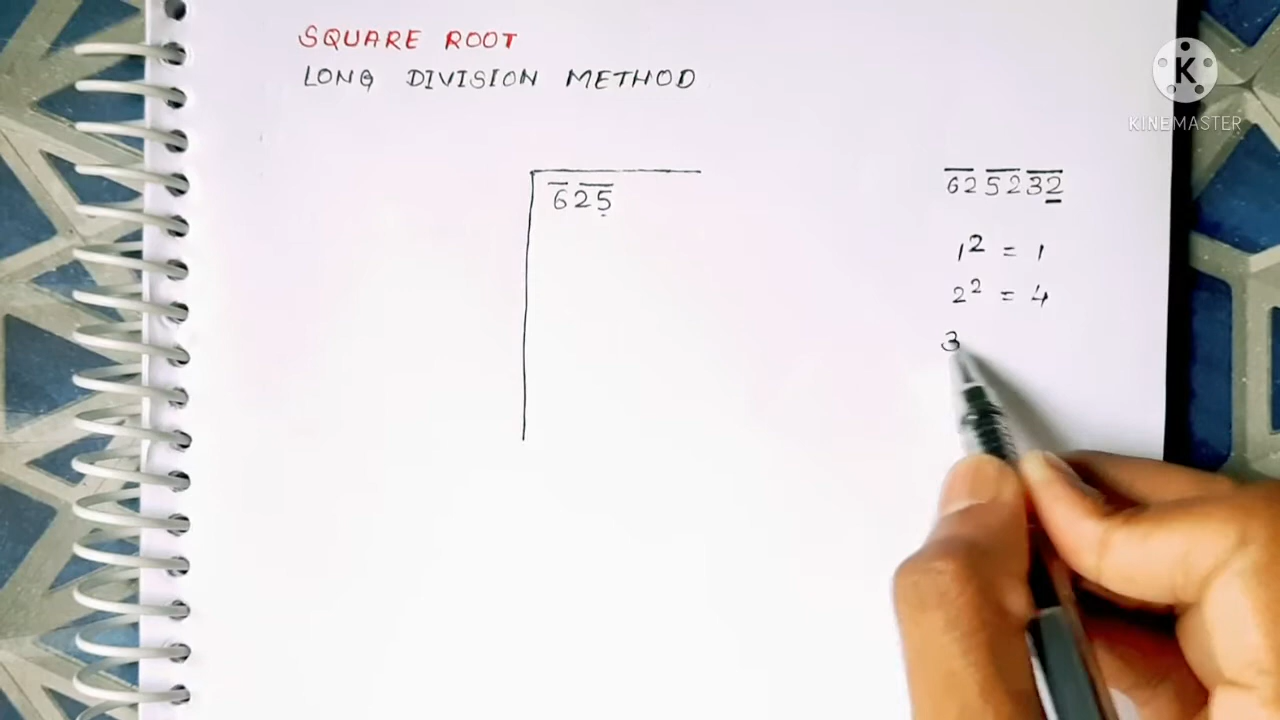 SQUARE ROOT
LONG DIVISION METHOD
625
625232
1² = 1
2² = 4
3
K
KINEMASTER